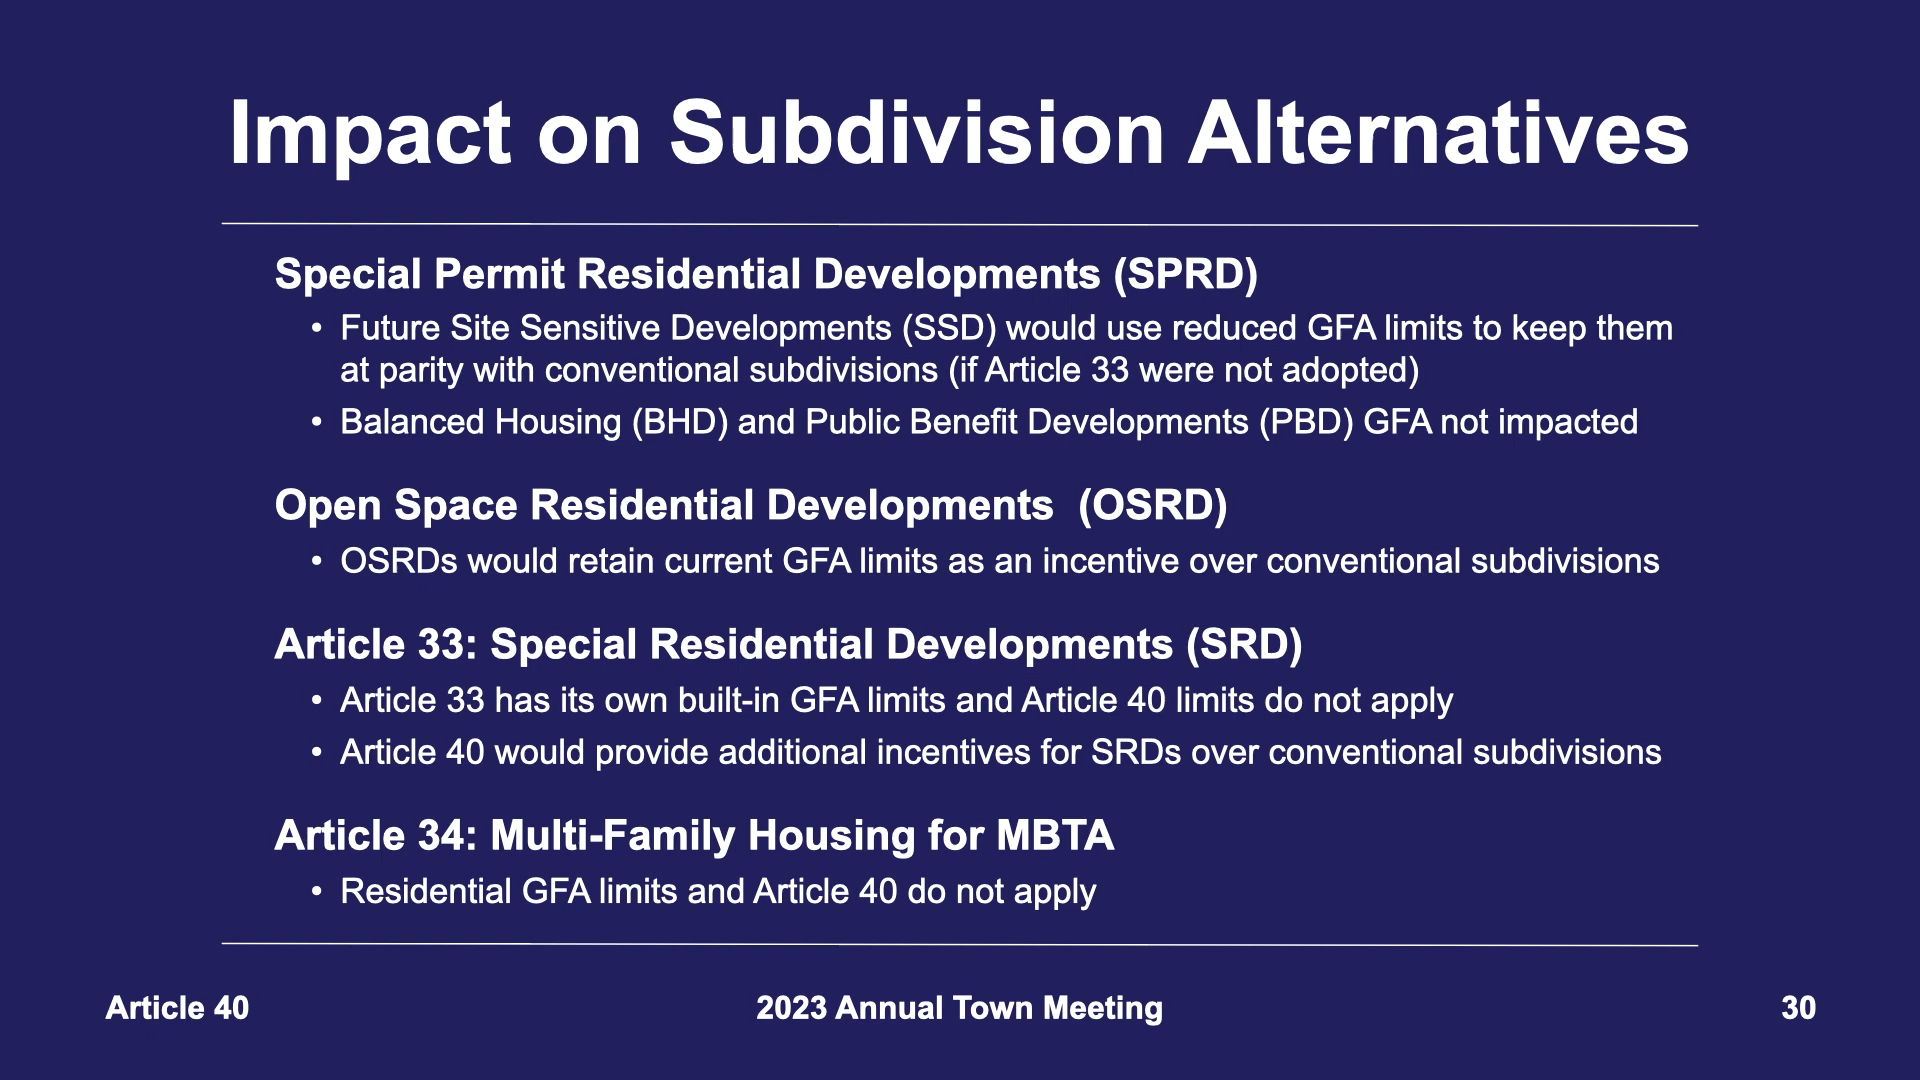 Impact on Subdivision Alternatives
Special Permit Residential Developments (SPRD)
• Future Site Sensitive Developments (SSD) would use reduced GFA limits to keep them
at parity with conventional subdivisions (if Article 33 were not adopted)
• Balanced Housing (BHD) and Public Benefit Developments (PBD) GFA not impacted
Open Space Residential Developments  (OSRD)
• OSRDs would retain current GFA limits as an incentive over conventional subdivisions
Article 33: Special Residential Developments (SRD)
• Article 33 has its own built-in GFA limits and Article 40 limits do not apply
• Article 40 would provide additional incentives for SRDs over conventional subdivisions
Article 34: Multi-Family Housing for MBTA
• Residential GFA limits and Article 40 do not apply
Article 40
2023 Annual Town Meeting
30